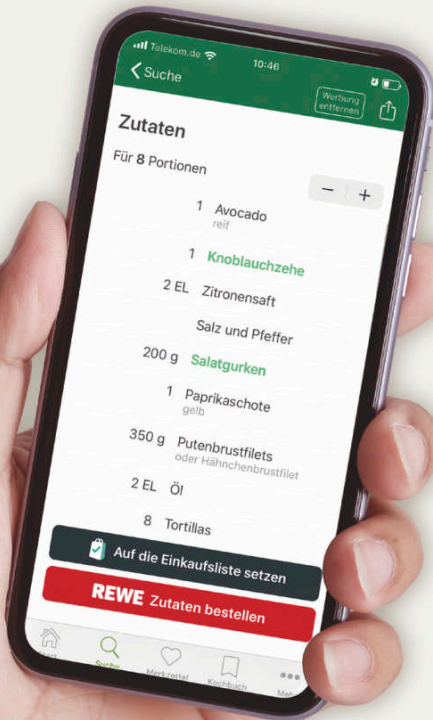 Telekom.de
10:46
Suche
Werbung
entfernen
Zutaten
Für 8 Portionen
− +
1 Avocado
reif
1 Knoblauchzehe
2 EL Zitronensaft
Salz und Pfeffer
200 g Salatgurken
1 Paprikaschote
gelb
350 g Putenbrustfilets
oder Hähnchenbrustfilet
2 EL Öl
8 Tortillas
Auf die Einkaufsliste setzen
REWE Zutaten bestellen
Suche
Merkzettel
Kochbuch